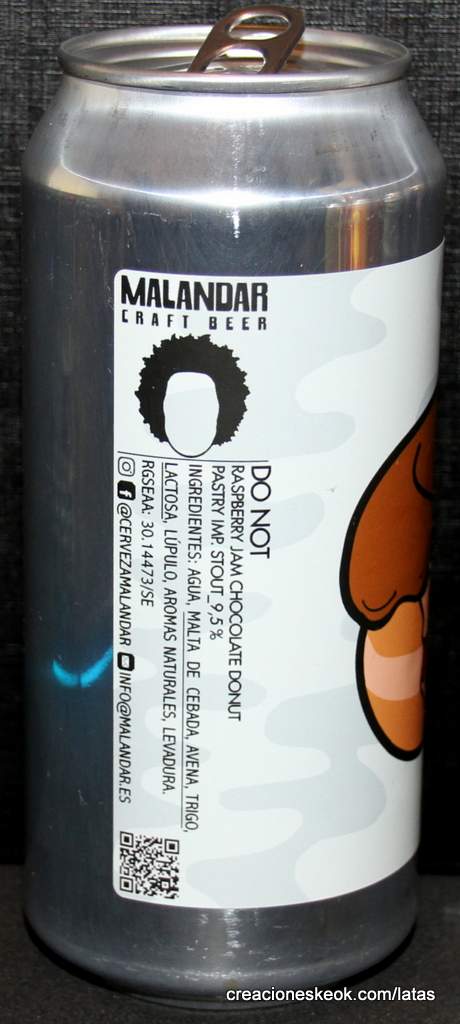 MALANDAR
CRAFT BEER
DO NOT
RASPBERRY JAM CHOCOLATE DONUT
PASTRY IMP. STOUT_9,5%
INGREDIENTES: AGUA, MALTA DE CEBADA, AVENA, TRIGO,
LACTOSA, LÚPULO, AROMAS NATURALES, LEVADURA.
RGSEAA: 30.14473/SE
@CERVEZAMALANDAR INFO@MALANDAR.ES
creacioneskeok.com/latas